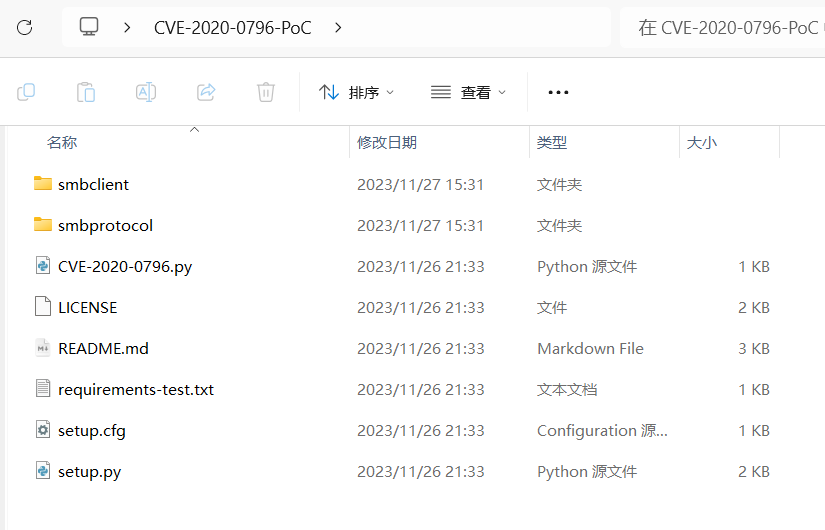 CVE-2020-0796-PoC
在 CVE-2020-0796-PoC
排序 查看
名称 修改日期 类型 大小
smbclient 2023/11/27 15:31 文件夹
smbprotocol 2023/11/27 15:31 文件夹
CVE-2020-0796.py 2023/11/26 21:33 Python 源文件 1 KB
LICENSE 2023/11/26 21:33 文件 2 KB
README.md 2023/11/26 21:33 Markdown File 3 KB
requirements-test.txt 2023/11/26 21:33 文本文档 1 KB
setup.cfg 2023/11/26 21:33 Configuration 源... 1 KB
setup.py 2023/11/26 21:33 Python 源文件 2 KB